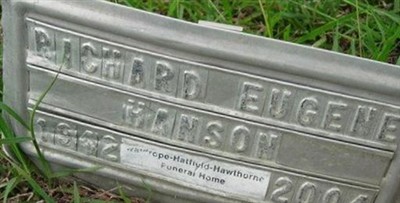 RICHARD EUGENE
HANSON
1942 2004
-Hatfield-Hawthorne
Funeral Home